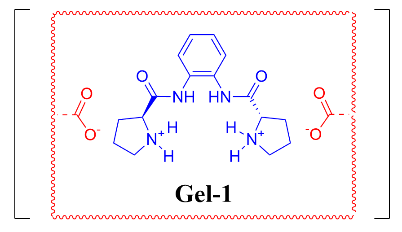 O NH HN O
O O
O- N+ H H N+ -O
H H
Gel-1